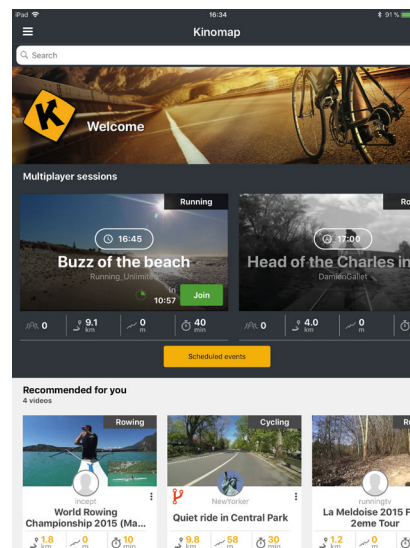 iPad 16:34 91 %
Kinomap
Search
K
Welcome
Multiplayer sessions
Running
16:45
Buzz of the beach
Running_Unlimite
in
10:57 Join
0 9.1 km 0 m 40 min
Ro
17:00
Head of the Charles in
DamienGallet
0 4.0 km 0 m
Scheduled events
Recommended for you
4 videos
Rowing
incept
World Rowing
Championship 2015 (Ma...
1.8 km 0 m 10 min
Cycling
NewYorker
Quiet ride in Central Park
9.8 km 58 m 30 min
Ru
runningtv
La Meldoise 2015 F
2eme Tour
1.2 km 0 m